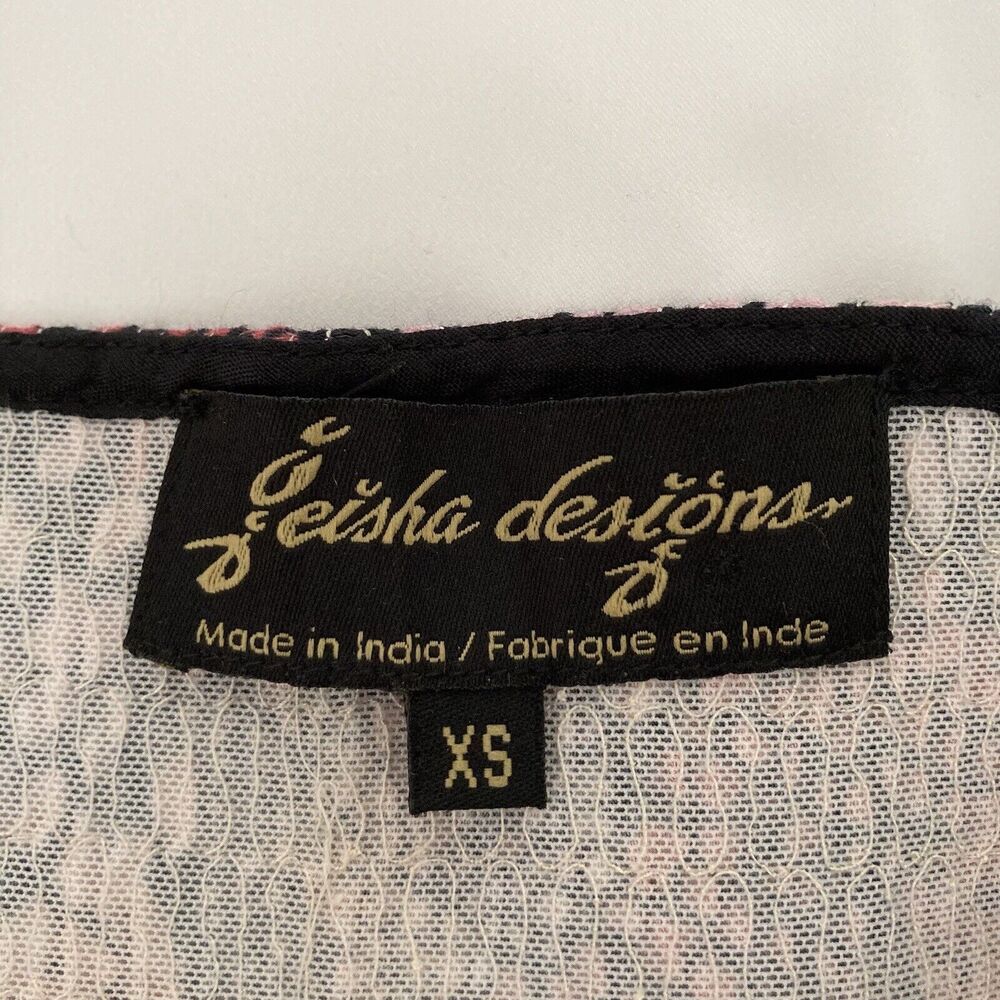 geisha designs
Made in India / Fabrique en Inde
XS